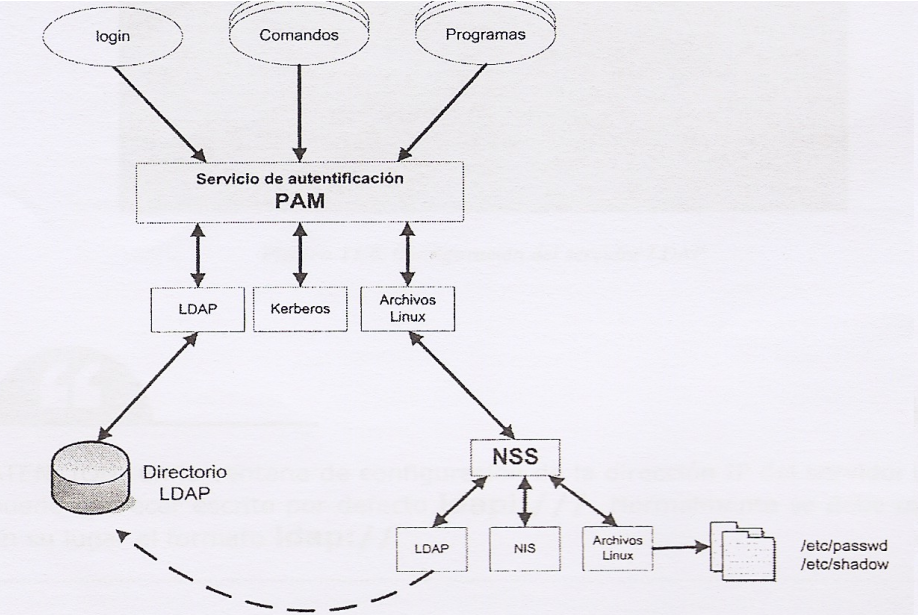 login
Comandos
Programas
Servicio de autentificación
PAM
LDAP
Kerberos
Archivos
Linux
NSS
Directorio
LDAP
LDAP
NIS
Archivos
Linux
/etc/passwd
/etc/shadow